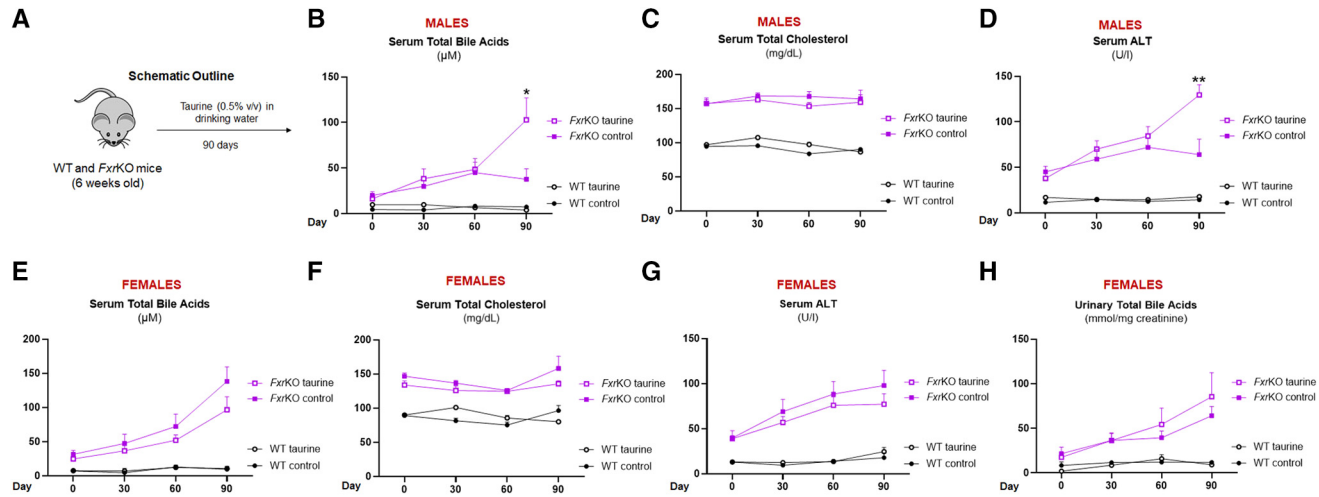 A
Schematic Outline
Taurine (0.5% v/v) in
drinking water
90 days
WT and FxrKO mice
(6 weeks old)
B
MALES
Serum Total Bile Acids
(µM)
150
100
50
0
*
FxrKO taurine
FxrKO control
WT taurine
WT control
Day
0 30 60 90
C
MALES
Serum Total Cholesterol
(mg/dL)
200
150
100
50
0
FxrKO taurine
FxrKO control
WT taurine
WT control
Day
0 30 60 90
D
MALES
Serum ALT
(U/l)
150
100
50
0
**
FxrKO taurine
FxrKO control
WT taurine
WT control
Day
0 30 60 90
E
FEMALES
Serum Total Bile Acids
(µM)
200
150
100
50
0
FxrKO taurine
FxrKO control
WT taurine
WT control
Day
0 30 60 90
F
FEMALES
Serum Total Cholesterol
(mg/dL)
200
150
100
50
0
FxrKO taurine
FxrKO control
WT taurine
WT control
Day
0 30 60 90
G
FEMALES
Serum ALT
(U/l)
150
100
50
0
FxrKO taurine
FxrKO control
WT taurine
WT control
Day
0 30 60 90
H
FEMALES
Urinary Total Bile Acids
(mmol/mg creatinine)
150
100
50
0
FxrKO taurine
FxrKO control
WT taurine
WT control
Day
0 30 60 90